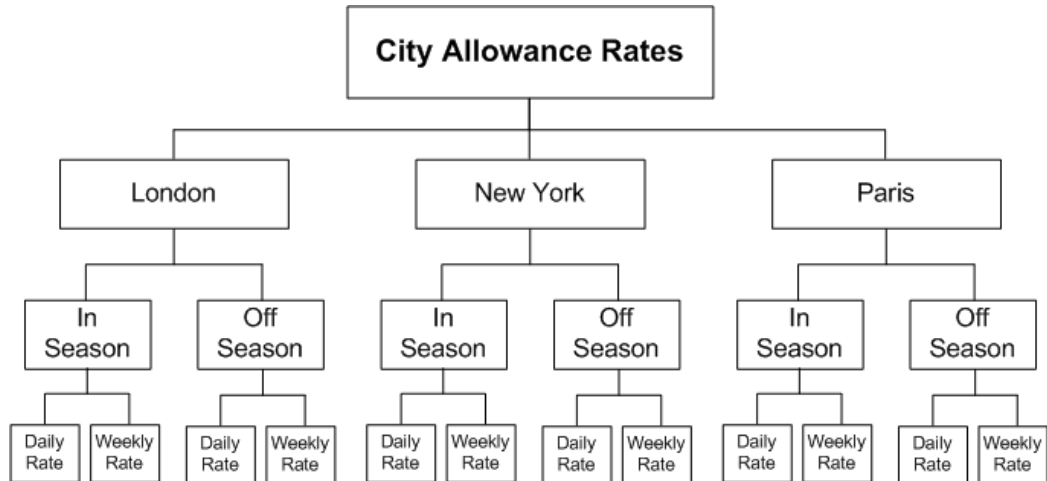 City Allowance Rates
London
New York
Paris
In
Season
Off
Season
In
Season
Off
Season
In
Season
Off
Season
Daily
Rate
Weekly
Rate
Daily
Rate
Weekly
Rate
Daily
Rate
Weekly
Rate
Daily
Rate
Weekly
Rate
Daily
Rate
Weekly
Rate
Daily
Rate
Weekly
Rate